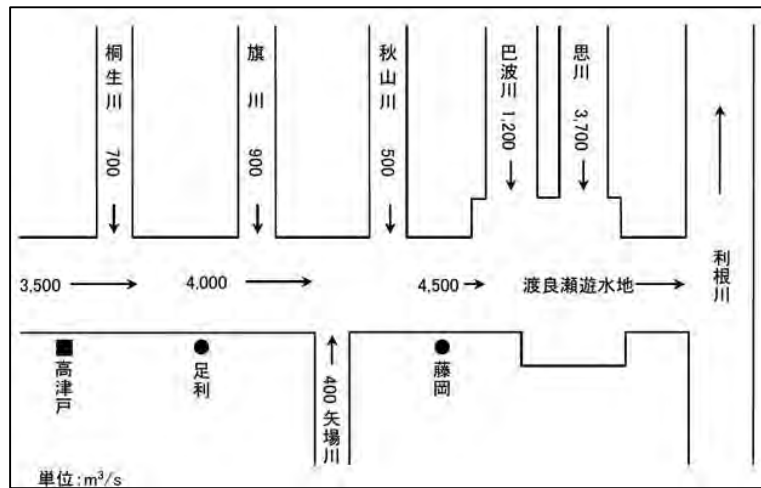 桐生川 700
旗川 900
秋山川 500
巴波川 1,200
思川 3,700
利根川
3,500
4,000
4,500
渡良瀬遊水地
高津戸
足利
400 矢場川
藤岡
単位:m³/s